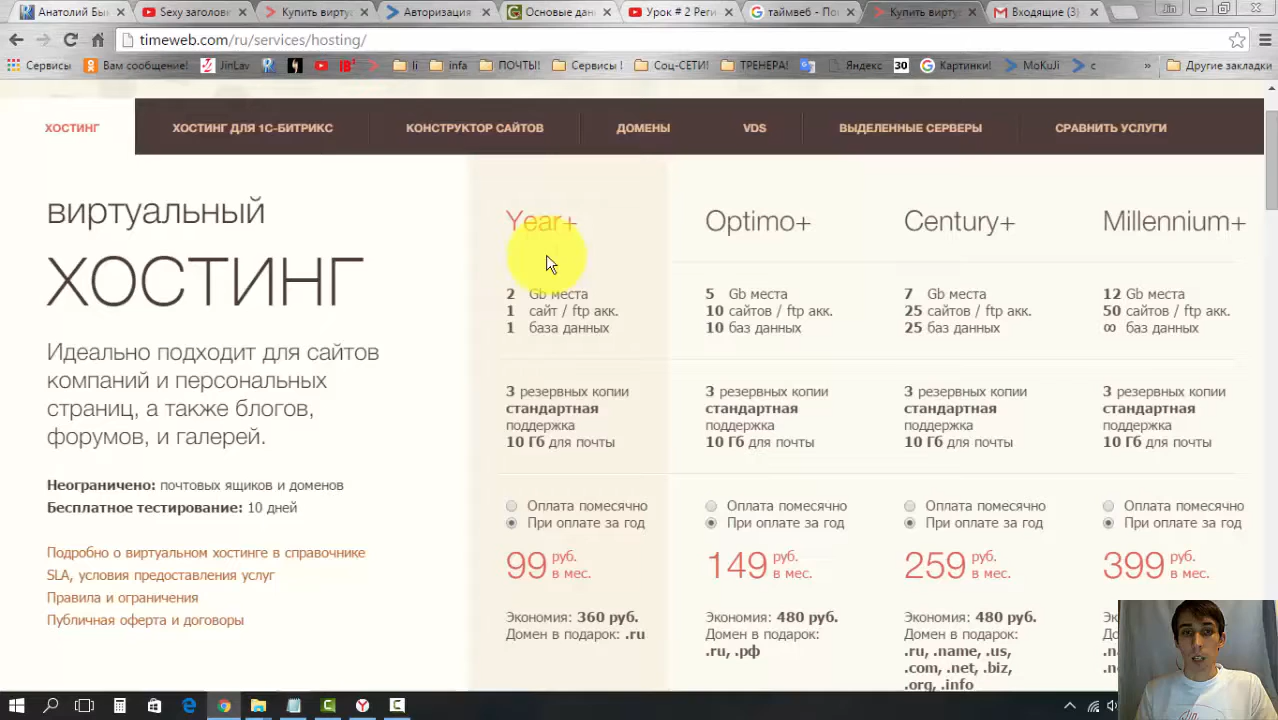 Анатолий Бы
Sexy заголово
Купить вирту
Авторизация
Основые дан
Урок # 2 Реги
таймвеб - По
Купить вирту
Входящие (3)
Jin
timeweb.com/ru/services/hosting/
Сервисы
Вам сообщение!
JinLav
li
infa
ПОЧТЫ!
Сервисы !
Соц-СЕТИ!
ТРЕНЕРА!
Яндекс
30
Картинки!
MoKuJi
с
»
Другие закладки
ХОСТИНГ
ХОСТИНГ ДЛЯ 1С-БИТРИКС
КОНСТРУКТОР САЙТОВ
ДОМЕНЫ
VDS
ВЫДЕЛЕННЫЕ СЕРВЕРЫ
СРАВНИТЬ УСЛУГИ
виртуальный
ХОСТИНГ
Идеально подходит для сайтов
компаний и персональных
страниц, а также блогов,
форумов, и галерей.
Неограничено: почтовых ящиков и доменов
Бесплатное тестирование: 10 дней
Подробно о виртуальном хостинге в справочнике
SLA, условия предоставления услуг
Правила и ограничения
Публичная оферта и договоры
Year+
2 Gb места
1 сайт / ftp акк.
1 база данных
3 резервных копии
стандартная
поддержка
10 Гб для почты
Оплата помесячно
При оплате за год
99 руб.
в мес.
Экономия: 360 руб.
Домен в подарок: .ru
Optimo+
5 Gb места
10 сайтов / ftp акк.
10 баз данных
3 резервных копии
стандартная
поддержка
10 Гб для почты
Оплата помесячно
При оплате за год
149 руб.
в мес.
Экономия: 480 руб.
Домен в подарок:
.ru, .рф
Century+
7 Gb места
25 сайтов / ftp акк.
25 баз данных
3 резервных копии
стандартная
поддержка
10 Гб для почты
Оплата помесячно
При оплате за год
259 руб.
в мес.
Экономия: 480 руб.
Домен в подарок:
.ru, .name, .us,
.com, .net, .biz,
.org, .info
Millennium+
12 Gb места
50 сайтов / ftp акк.
∞ баз данных
3 резервных копии
стандартная
поддержка
10 Гб для почты
Оплата помесячно
При оплате за год
399 руб.
в мес.